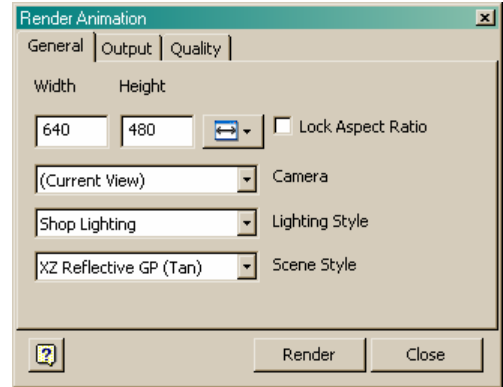 Render Animation
General Output Quality
Width Height
640 480 Lock Aspect Ratio
(Current View) Camera
Shop Lighting Lighting Style
XZ Reflective GP (Tan) Scene Style
Render Close